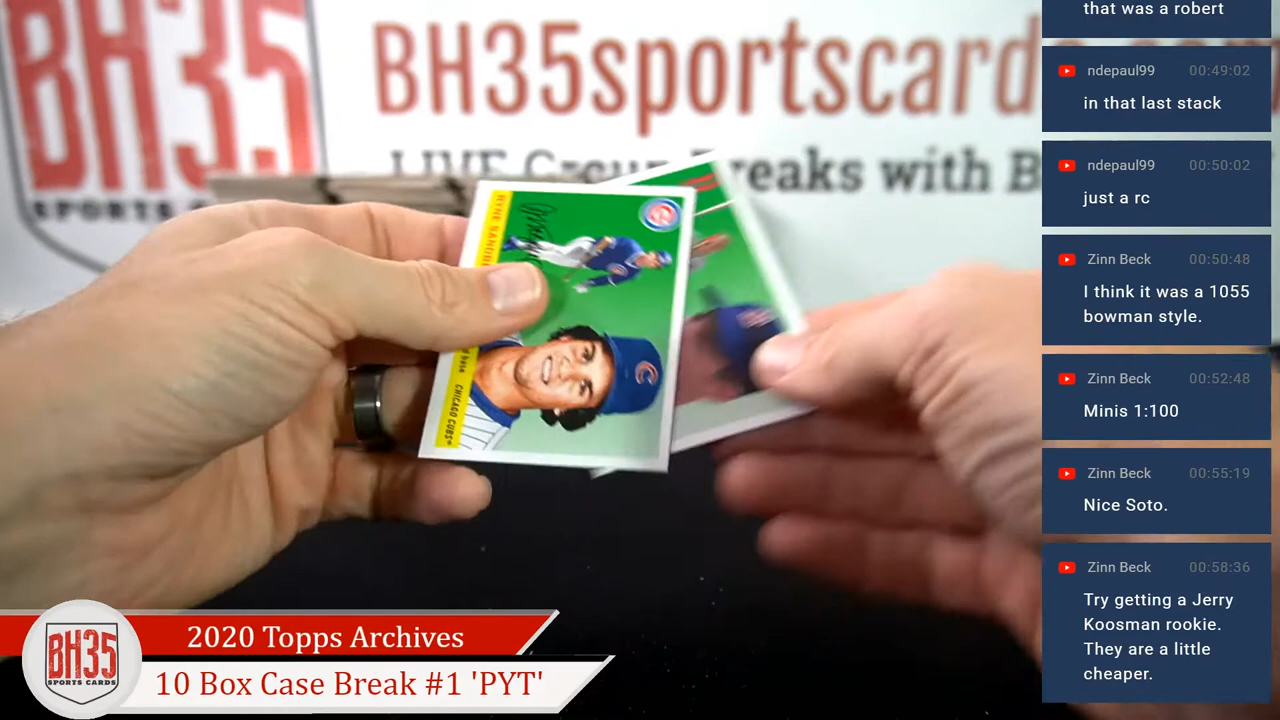 BH35
SPORTS CA
BH35sportscard
LIVE Group Breaks with B
RYNE SANDB
CHICAGO CUBS
C
that was a robert
ndepaul99 00:49:02
in that last stack
ndepaul99 00:50:02
just a rc
Zinn Beck 00:50:48
I think it was a 1055
bowman style.
Zinn Beck 00:52:48
Minis 1:100
Zinn Beck 00:55:19
Nice Soto.
Zinn Beck 00:58:36
Try getting a Jerry
Koosman rookie.
They are a little
cheaper.
2020 Topps Archives
10 Box Case Break #1 'PYT'
BH35
SPORTS CARDS